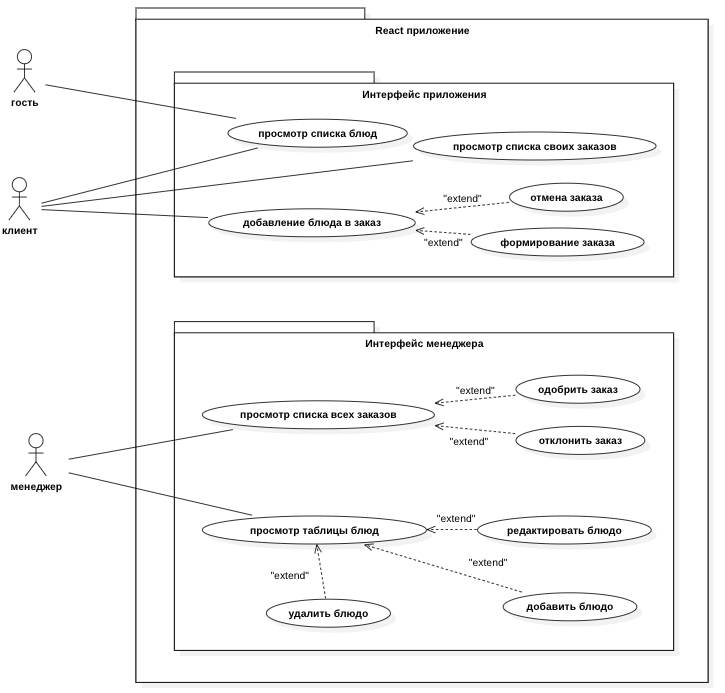 React приложение
гость
Интерфейс приложения
просмотр списка блюд
просмотр списка своих заказов
клиент
"extend"
отмена заказа
добавление блюда в заказ
"extend"
формирование заказа
Интерфейс менеджера
"extend"
одобрить заказ
просмотр списка всех заказов
"extend"
отклонить заказ
менеджер
"extend"
просмотр таблицы блюд
редактировать блюдо
"extend"
"extend"
удалить блюдо
добавить блюдо